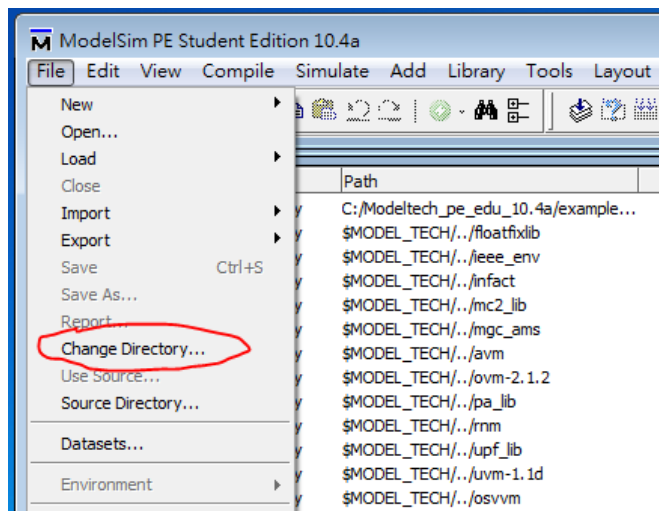 ModelSim PE Student Edition 10.4a
File Edit View Compile Simulate Add Library Tools Layout
New
Open...
Load
Close
Import
Export
Save Ctrl+S
Save As...
Report...
Change Directory...
Use Source...
Source Directory...
Datasets...
Environment
Path
y C:/Modeltech_pe_edu_10.4a/example...
y $MODEL_TECH/../floatfixlib
y $MODEL_TECH/../ieee_env
y $MODEL_TECH/../infact
y $MODEL_TECH/../mc2_lib
y $MODEL_TECH/../mgc_ams
y $MODEL_TECH/../avm
y $MODEL_TECH/../ovm-2.1.2
y $MODEL_TECH/../pa_lib
y $MODEL_TECH/../rnm
y $MODEL_TECH/../upf_lib
y $MODEL_TECH/../uvm-1.1d
y $MODEL_TECH/../osvvm